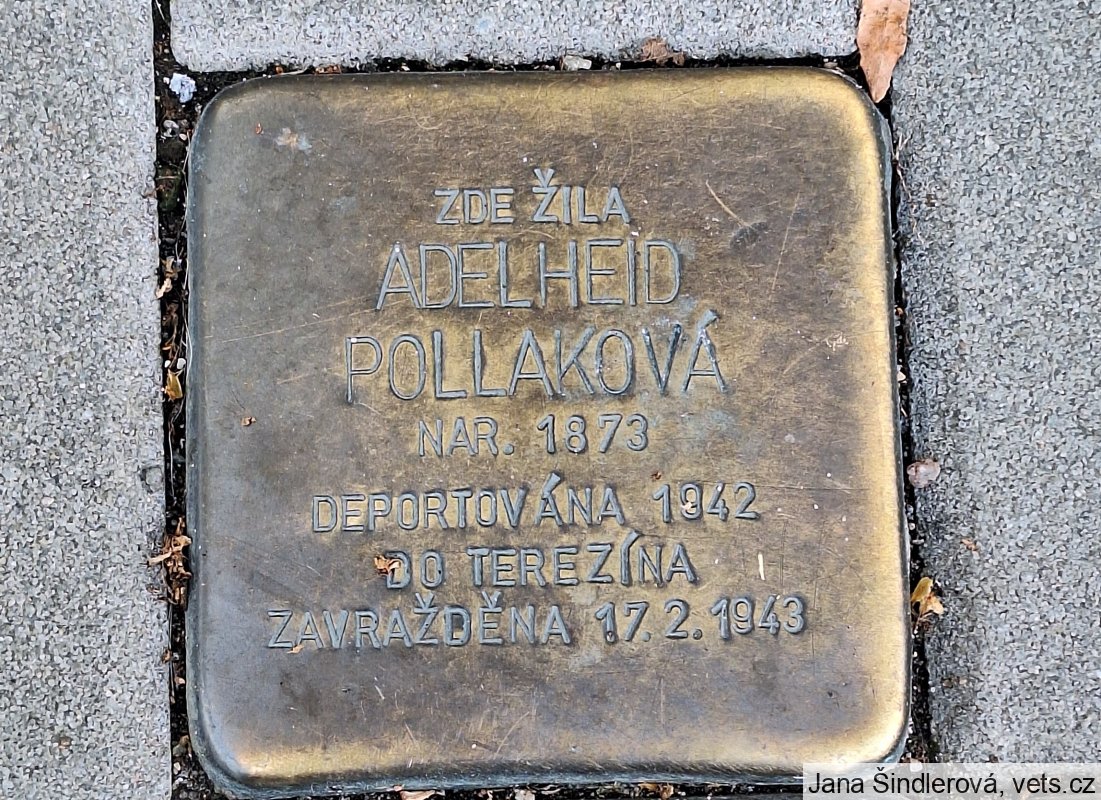 ZDE ŽILA
ADELHEID
POLLAKOVÁ
NAR. 1873
DEPORTOVÁNA 1942
DO TEREZÍNA
ZAVRAŽDĚNA 17. 2. 1943
Jana Šindlerová, vets.cz